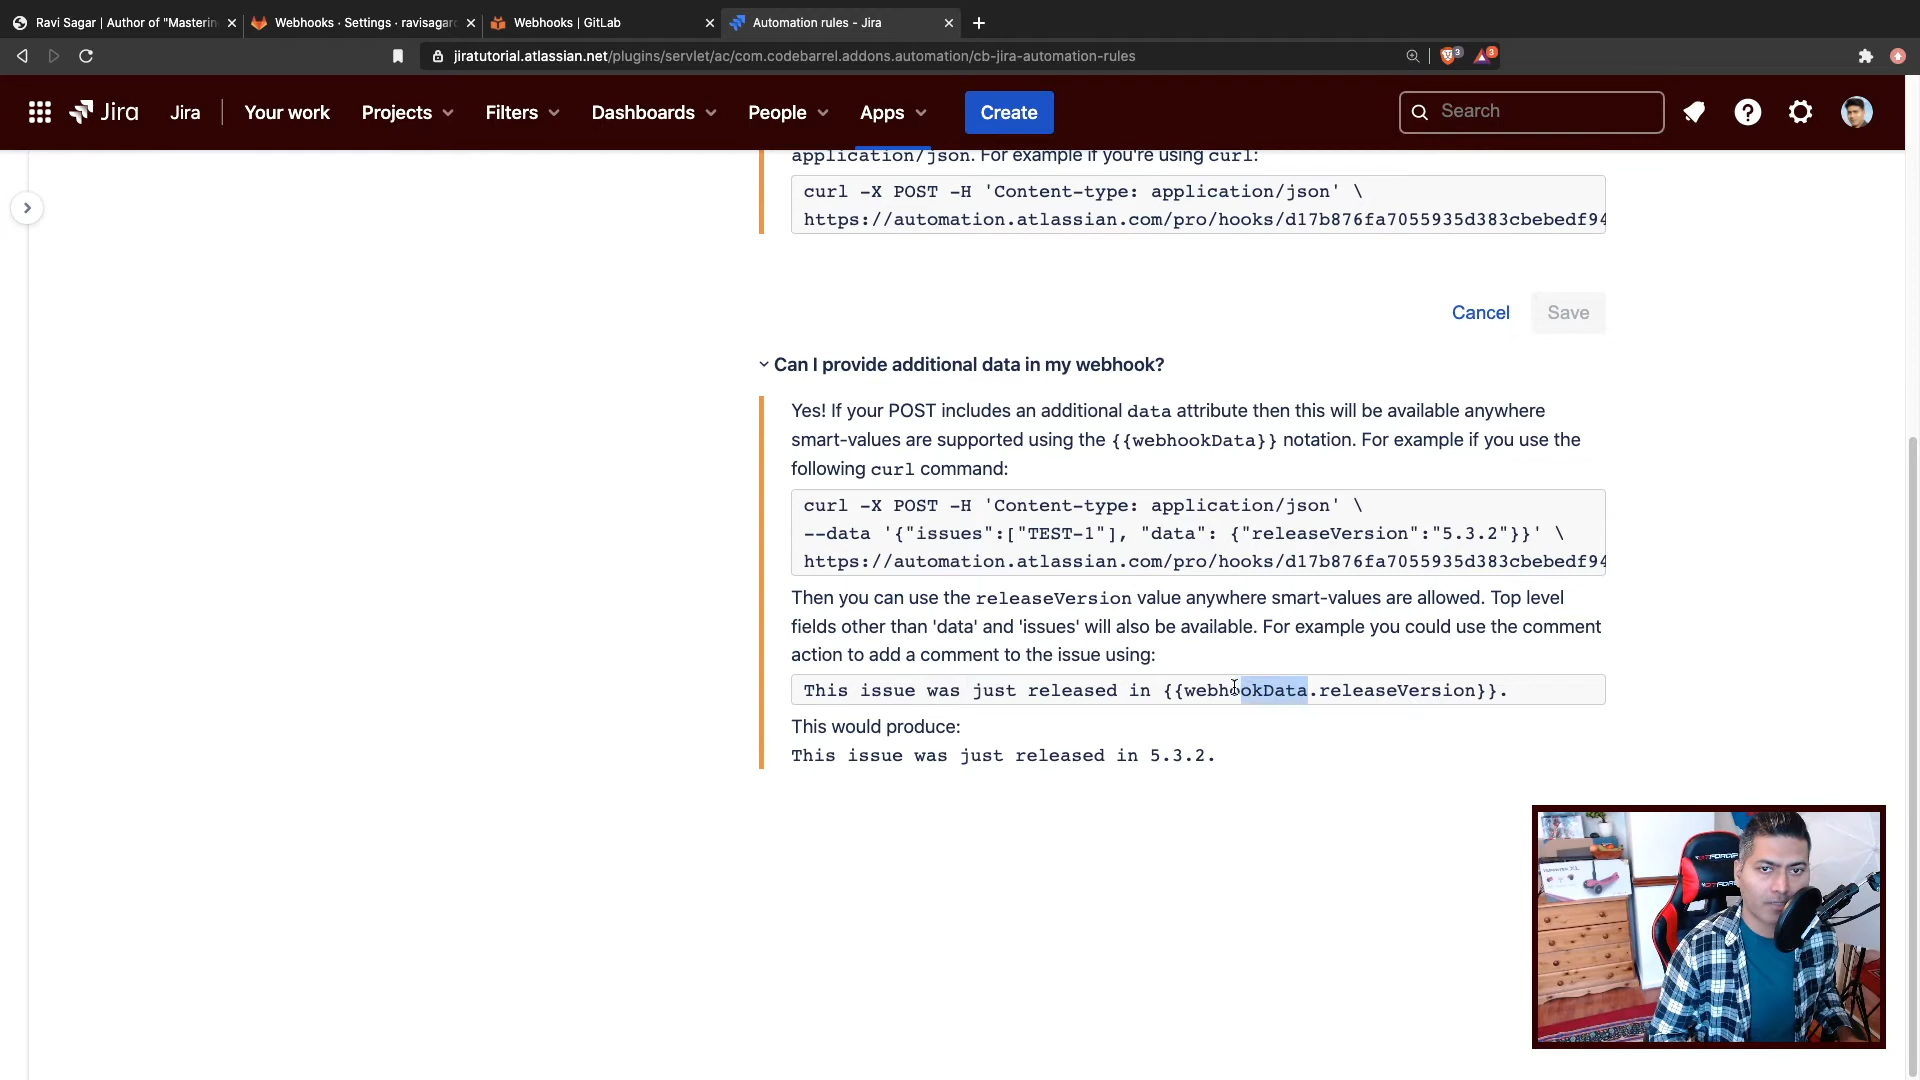 Ravi Sagar | Author of "Masterin
Webhooks · Settings · ravisagar
Webhooks | GitLab
Automation rules - Jira
jiratutorial.atlassian.net/plugins/servlet/ac/com.codebarrel.addons.automation/cb-jira-automation-rules
3
3
Jira
Jira
Your work
Projects
Filters
Dashboards
People
Apps
Create
Search
application/json. For example if you're using curl:
curl -X POST -H 'Content-type: application/json' \
https://automation.atlassian.com/pro/hooks/d17b876fa7055935d383cbebedf94
Cancel
Save
Can I provide additional data in my webhook?
Yes! If your POST includes an additional data attribute then this will be available anywhere
smart-values are supported using the {{webhookData}} notation. For example if you use the
following curl command:
curl -X POST -H 'Content-type: application/json' \
--data '{"issues":["TEST-1"], "data": {"releaseVersion":"5.3.2"}}' \
https://automation.atlassian.com/pro/hooks/d17b876fa7055935d383cbebedf94
Then you can use the releaseVersion value anywhere smart-values are allowed. Top level
fields other than 'data' and 'issues' will also be available. For example you could use the comment
action to add a comment to the issue using:
This issue was just released in {{webhookData.releaseVersion}}.
This would produce:
This issue was just released in 5.3.2.